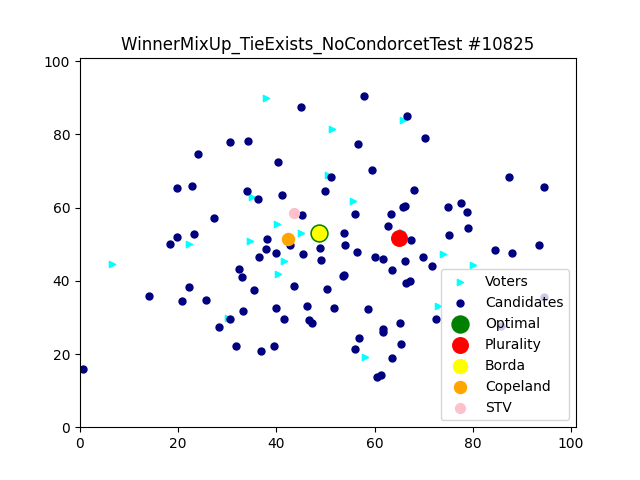 WinnerMixUp_TieExists_NoCondorcetTest #10825
100
80
60
40
20
0
0
20
40
60
80
100
Voters
Candidates
Optimal
Plurality
Borda
Copeland
STV